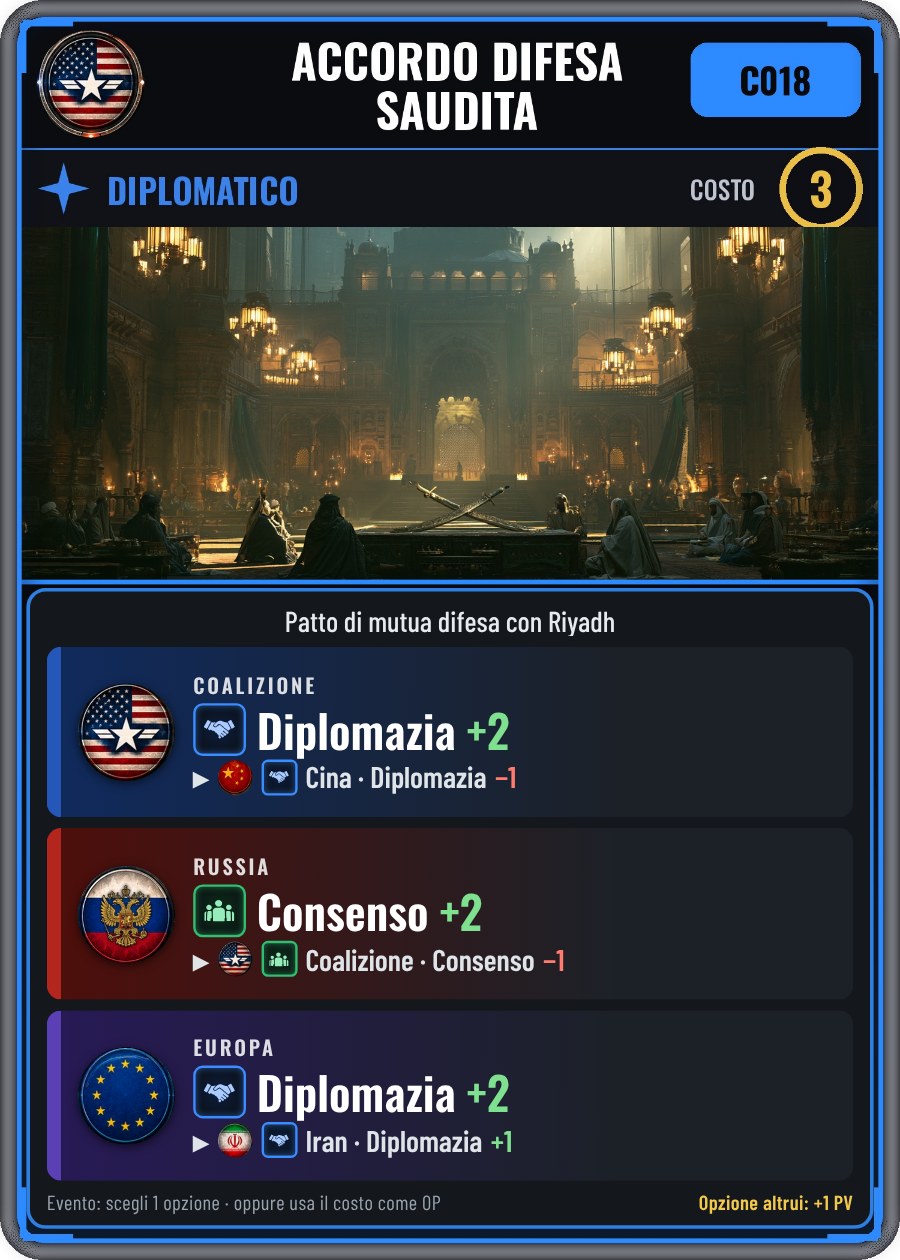 ACCORDO DIFESA
SAUDITA
C018
DIPLOMATICO
COSTO
3
Patto di mutua difesa con Riyadh
COALIZIONE
Diplomazia +2
▶ Cina · Diplomazia −1
RUSSIA
Consenso +2
▶ Coalizione · Consenso −1
EUROPA
Diplomazia +2
▶ Iran · Diplomazia +1
Evento: scegli 1 opzione · oppure usa il costo come OP
Opzione altrui: +1 PV